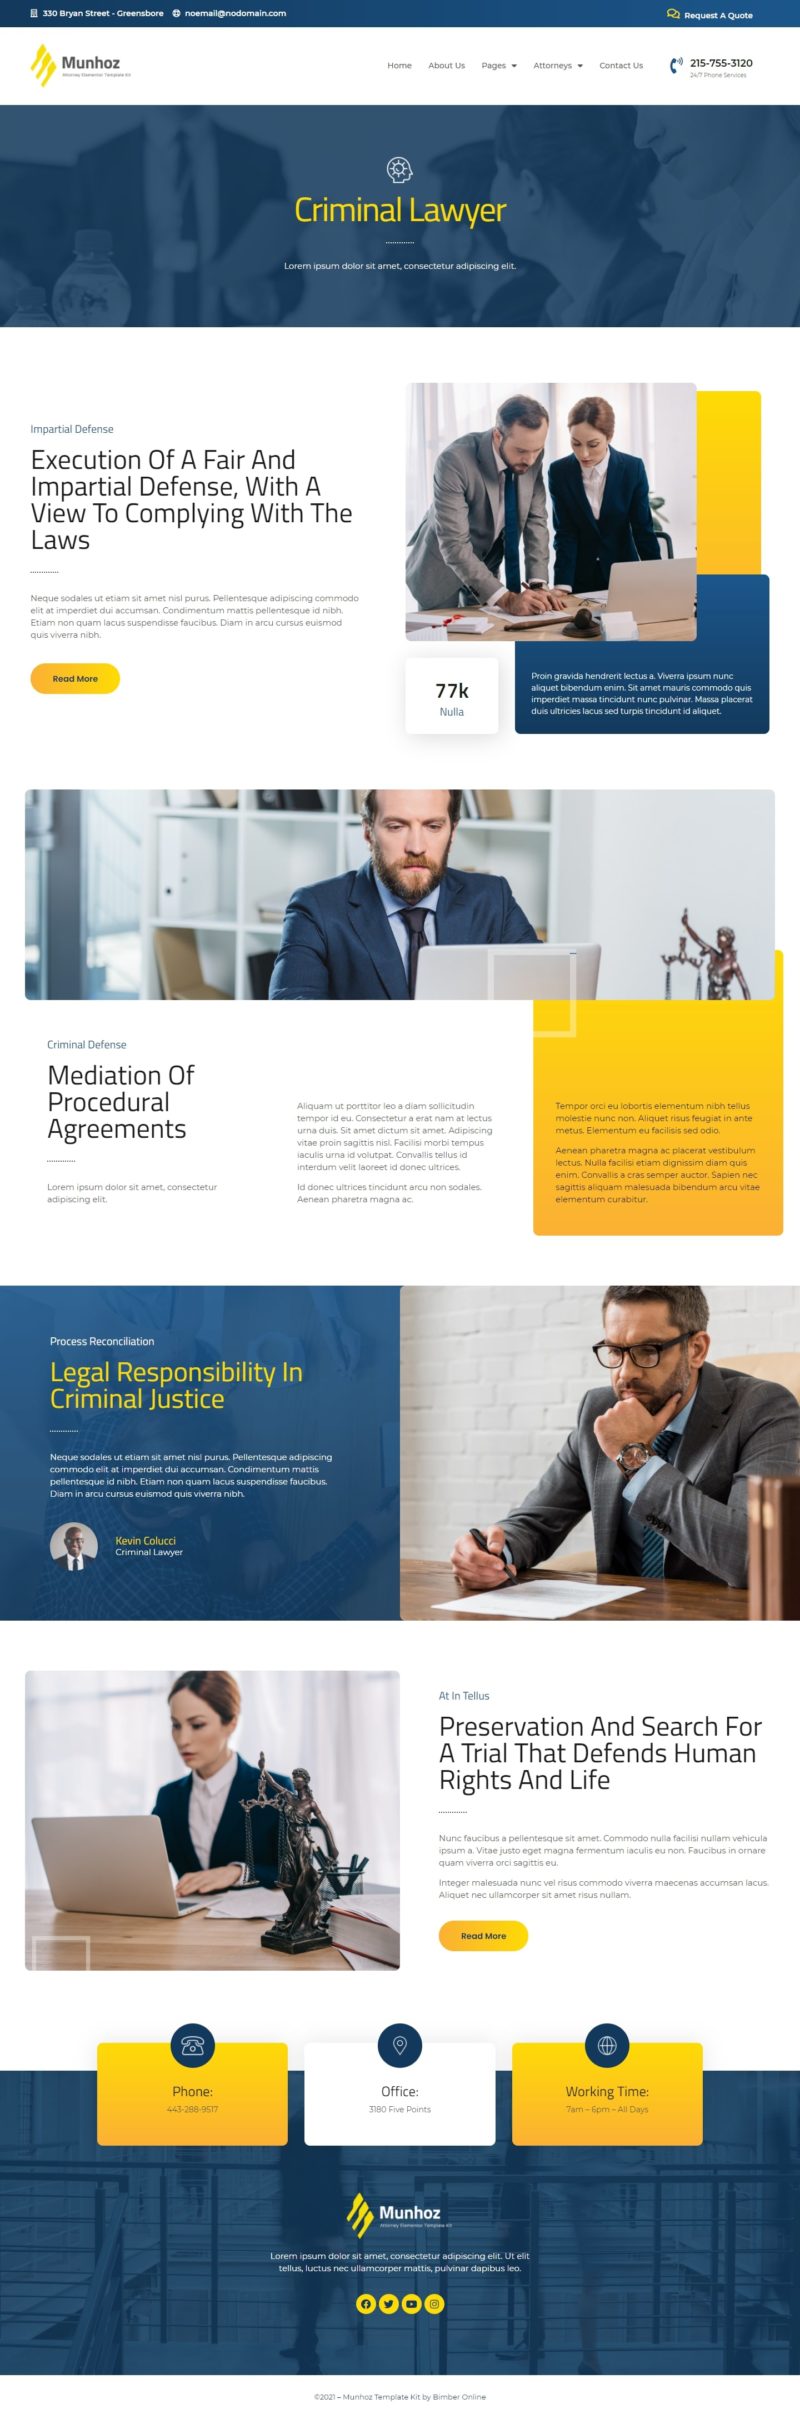 330 Bryan Street - Greensbore noemail@nodomain.com
Request A Quote
Munhoz
Attorney Elementor Template Kit
Home About Us Pages Attorneys Contact Us
215-755-3120
24/7 Phone Services
Criminal Lawyer
Lorem ipsum dolor sit amet, consectetur adipiscing elit.
Impartial Defense
Execution Of A Fair And
Impartial Defense, With A
View To Complying With The
Laws
Neque sodales ut etiam sit amet nisl purus. Pellentesque adipiscing commodo
elit at imperdiet dui accumsan. Condimentum mattis pellentesque id nibh.
Etiam non quam lacus suspendisse faucibus. Diam in arcu cursus euismod
quis viverra nibh.
Read More
77k
Nulla
Proin gravida hendrerit lectus a. Viverra ipsum nunc
aliquet bibendum enim. Sit amet mauris commodo quis
imperdiet massa tincidunt nunc pulvinar. Massa placerat
duis ultricies lacus sed turpis tincidunt id aliquet.
Criminal Defense
Mediation Of
Procedural
Agreements
Lorem ipsum dolor sit amet, consectetur
adipiscing elit.
Aliquam ut porttitor leo a diam sollicitudin
tempor id eu. Consectetur a erat nam at lectus
urna duis. Sit amet dictum sit amet. Adipiscing
vitae proin sagittis nisl. Facilisi morbi tempus
iaculis urna id volutpat. Convallis tellus id
interdum velit laoreet id donec ultrices.
Id donec ultrices tincidunt arcu non sodales.
Aenean pharetra magna ac.
Tempor orci eu lobortis elementum nibh tellus
molestie nunc non. Aliquet risus feugiat in ante
metus. Elementum eu facilisis sed odio.
Aenean pharetra magna ac placerat vestibulum
lectus. Nulla facilisi etiam dignissim diam quis
enim. Convallis a cras semper auctor. Sapien nec
sagittis aliquam malesuada bibendum arcu vitae
elementum curabitur.
Process Reconciliation
Legal Responsibility In
Criminal Justice
Neque sodales ut etiam sit amet nisl purus. Pellentesque adipiscing
commodo elit at imperdiet dui accumsan. Condimentum mattis
pellentesque id nibh. Etiam non quam lacus suspendisse faucibus.
Diam in arcu cursus euismod quis viverra nibh.
Kevin Colucci
Criminal Lawyer
At In Tellus
Preservation And Search For
A Trial That Defends Human
Rights And Life
Nunc faucibus a pellentesque sit amet. Commodo nulla facilisi nullam vehicula
ipsum a. Vitae justo eget magna fermentum iaculis eu non. Faucibus in ornare
quam viverra orci sagittis eu.
Integer malesuada nunc vel risus commodo viverra maecenas accumsan lacus.
Aliquet nec ullamcorper sit amet risus nullam.
Read More
Phone:
443-288-9517
Office:
3180 Five Points
Working Time:
7am – 6pm – All Days
Munhoz
Attorney Elementor Template Kit
Lorem ipsum dolor sit amet, consectetur adipiscing elit. Ut elit
tellus, luctus nec ullamcorper mattis, pulvinar dapibus leo.
©2021 – Munhoz Template Kit by Bimber Online